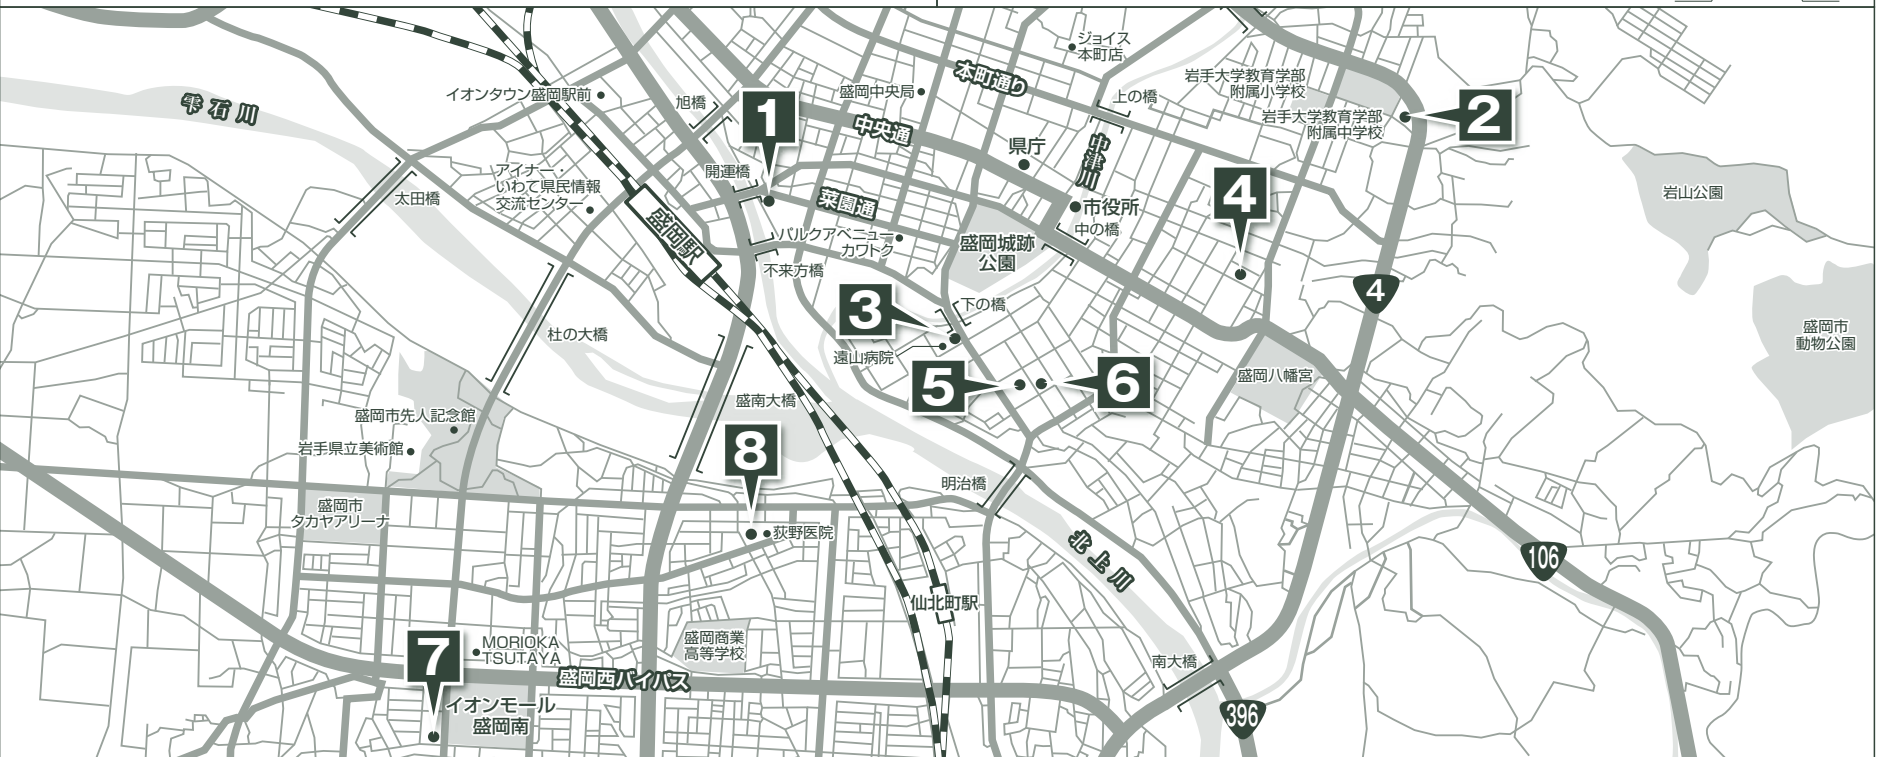 ジョイス
本町店
本町通り
岩手大学教育学部
附属小学校
イオンタウン盛岡駅前
盛岡中央局
上の橋
雫石川
旭橋
1
中央通
岩手大学教育学部
附属中学校
2
県庁
中津川
開運橋
アイーナ・
いわて県民情報
交流センター
太田橋
菜園通
4
岩山公園
市役所
中の橋
盛岡駅
パルクアベニュー
カワトク
盛岡城跡
公園
不来方橋
4
3
下の橋
杜の大橋
遠山病院
盛岡市
動物公園
5
6
盛岡八幡宮
盛南大橋
盛岡市先人記念館
岩手県立美術館
8
明治橋
盛岡市
タカヤアリーナ
荻野医院
北上川
106
仙北町駅
7
MORIOKA
TSUTAYA
盛岡商業
高等学校
盛岡西バイパス
南大橋
イオンモール
盛岡南
396